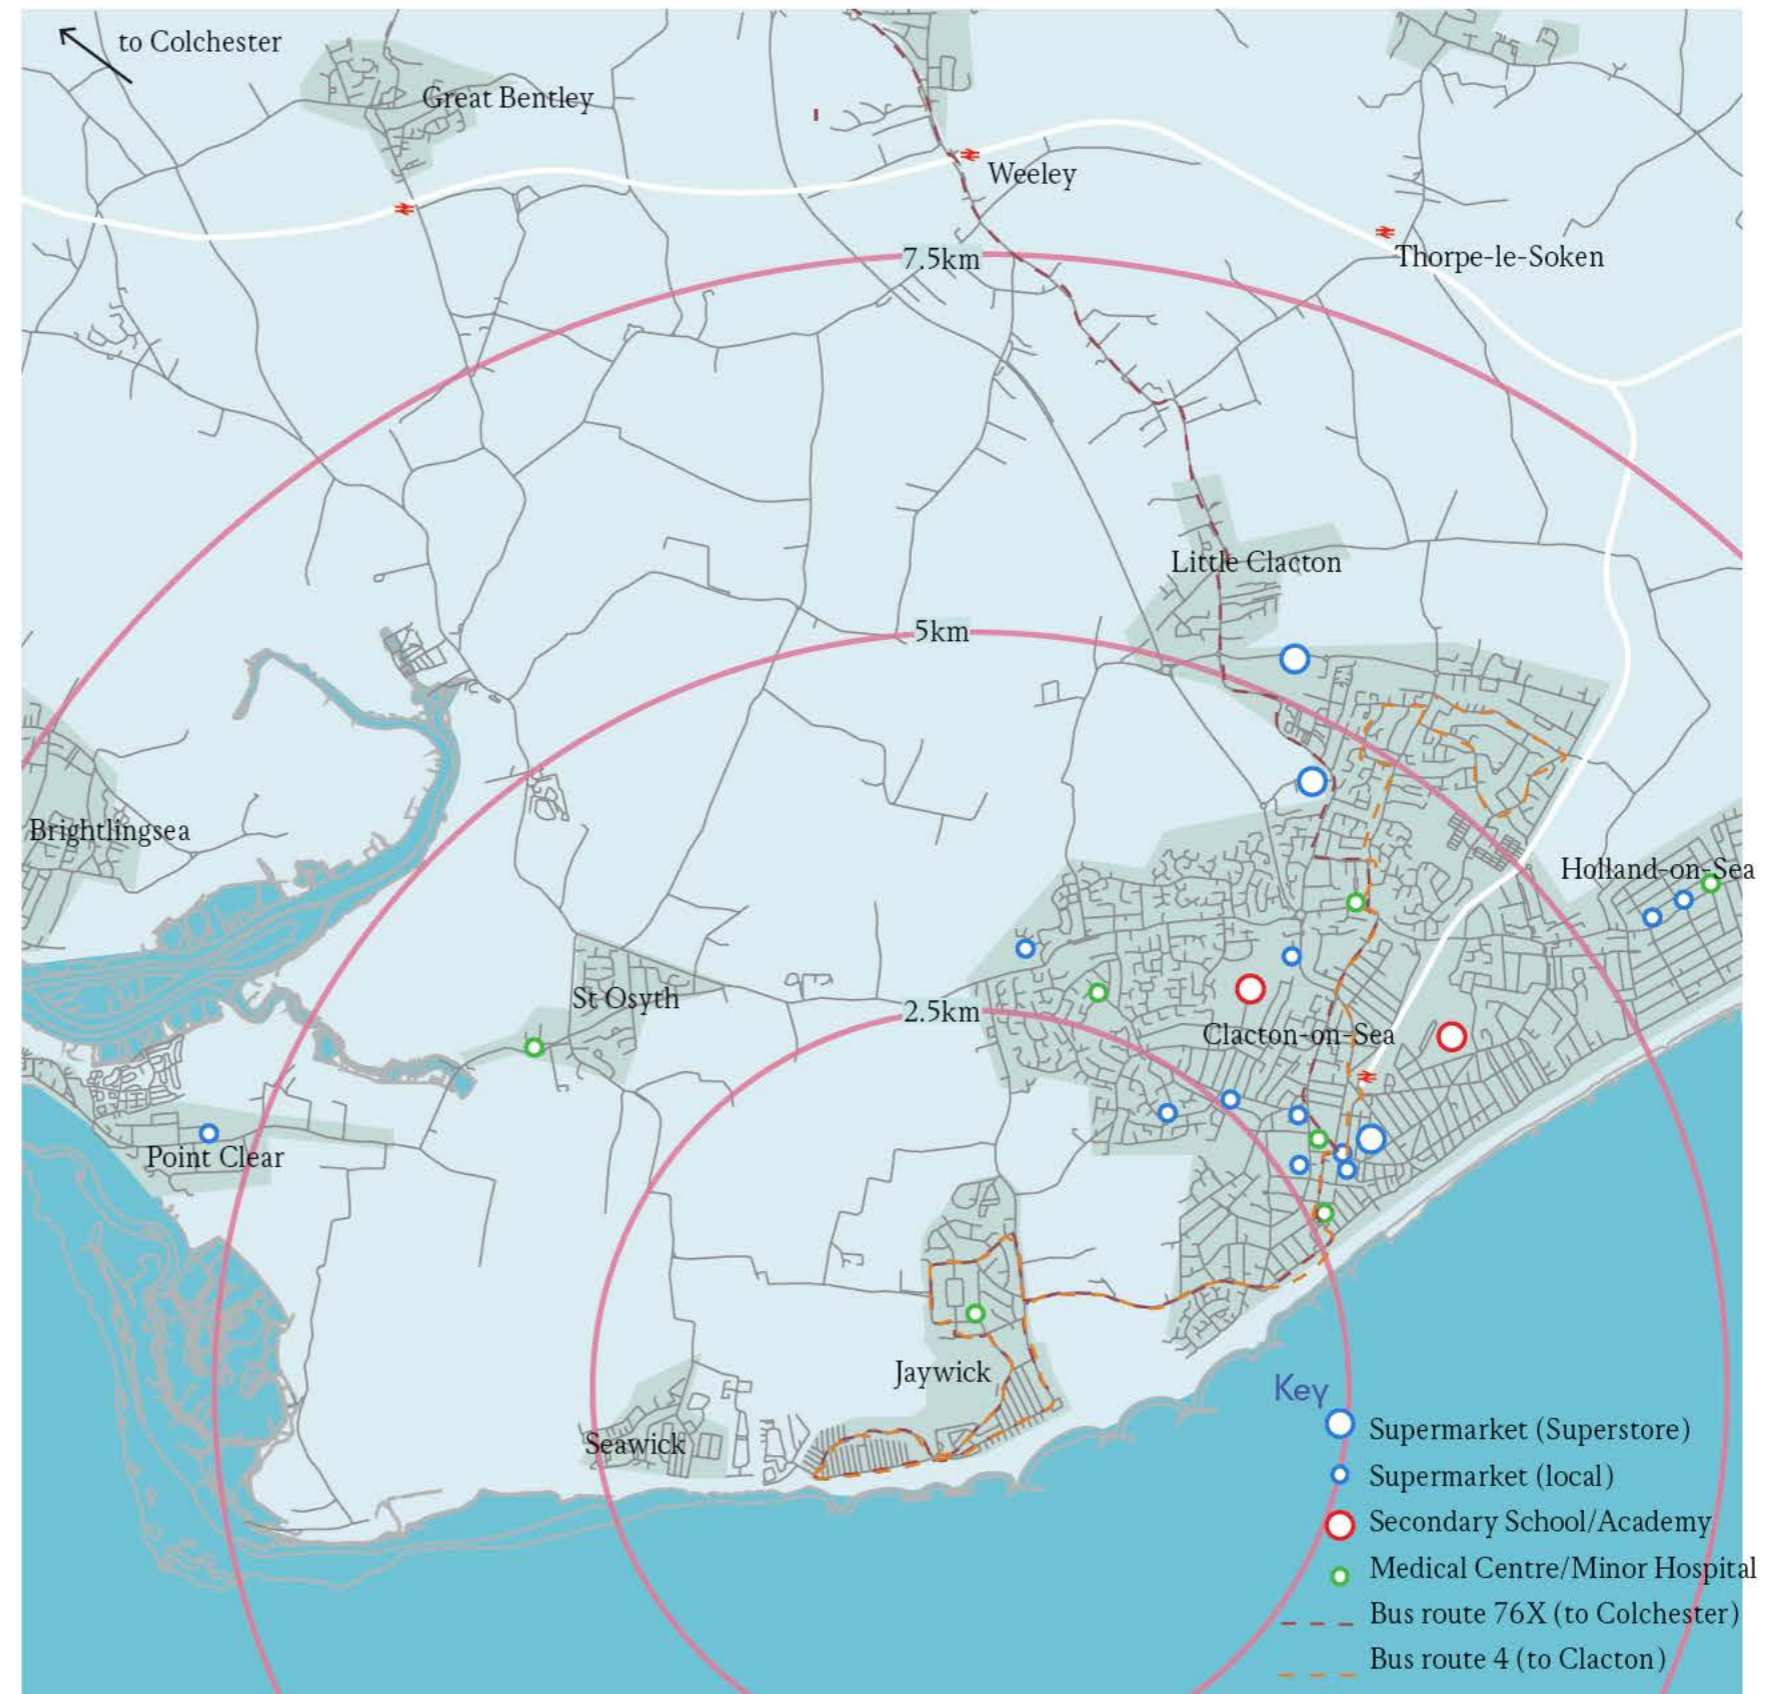 to Colchester
Great Bentley
Weeley
Thorpe-le-Soken
7.5km
Little Clacton
5km
Brightlingsea
Holland-on-Sea
St Osyth
2.5km
Clacton-on-Sea
Point Clear
Jaywick
Seawick
Key
Supermarket (Superstore)
Supermarket (local)
Secondary School/Academy
Medical Centre/Minor Hospital
Bus route 76X (to Colchester)
Bus route 4 (to Clacton)